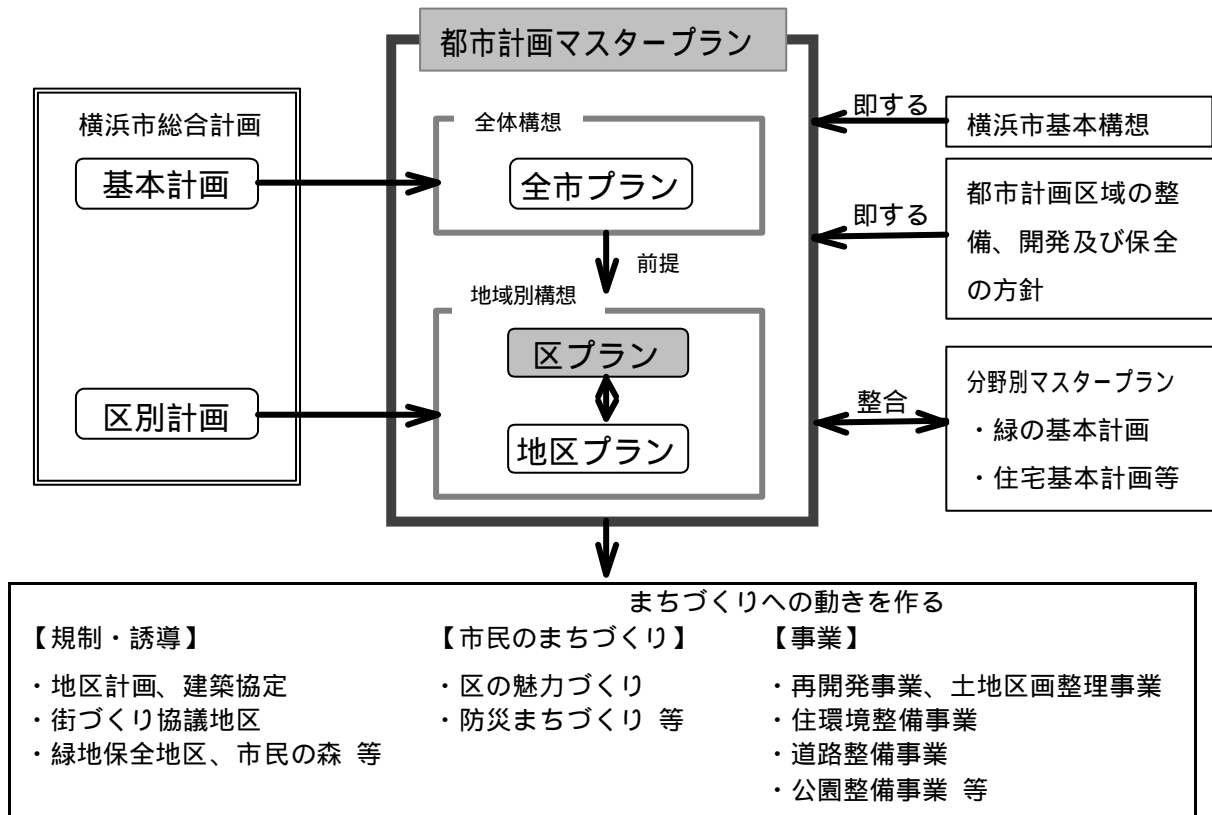 都市計画マスタープラン
横浜市総合計画
基本計画
区別計画
全体構想
全市プラン
前提
地域別構想
区プラン
地区プラン
即する
横浜市基本構想
即する
都市計画区域の整
備、開発及び保全
の方針
整合
分野別マスタープラン
・緑の基本計画
・住宅基本計画等
まちづくりへの動きを作る
【規制・誘導】
・地区計画、建築協定
・街づくり協議地区
・緑地保全地区、市民の森 等
【市民のまちづくり】
・区の魅力づくり
・防災まちづくり 等
【事業】
・再開発事業、土地区画整理事業
・住環境整備事業
・道路整備事業
・公園整備事業 等